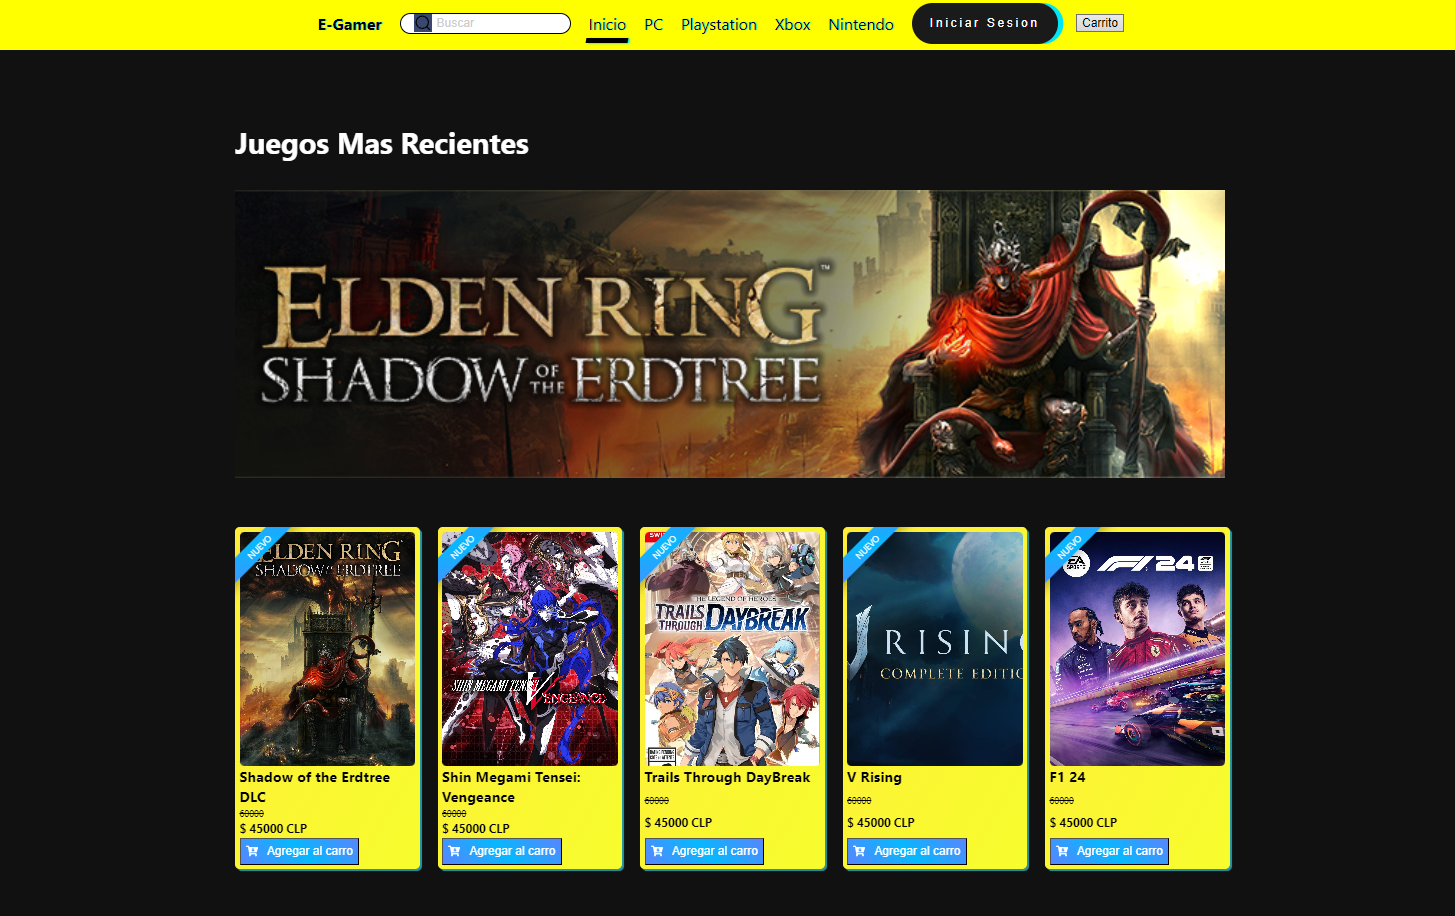 E-Gamer
Buscar
Inicio
PC
Playstation
Xbox
Nintendo
Iniciar Sesion
Carrito
Juegos Mas Recientes
ELDEN RING™
SHADOW OF THE ERDTREE
NUEVO
ELDEN RING
SHADOW OF THE ERDTREE
Shadow of the Erdtree
DLC
60000
$ 45000 CLP
Agregar al carro
NUEVO
SHIN MEGAMI TENSEI V
VENGEANCE
Shin Megami Tensei:
Vengeance
60000
$ 45000 CLP
Agregar al carro
NUEVO
THE LEGEND OF HEROES
TRAILS THROUGH DAYBREAK
Trails Through DayBreak
60000
$ 45000 CLP
Agregar al carro
NUEVO
V RISING
COMPLETE EDITIO
V Rising
60000
$ 45000 CLP
Agregar al carro
NUEVO
EA
SPORTS
F1 24
F1 24
60000
$ 45000 CLP
Agregar al carro